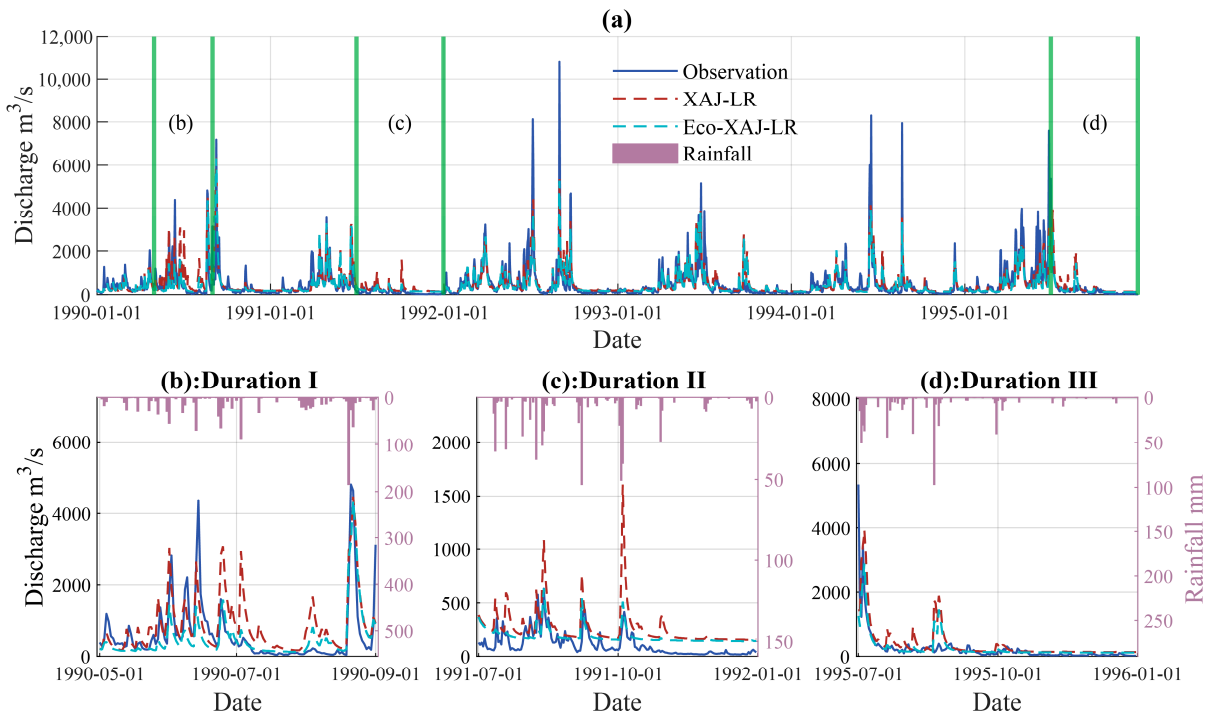 (a)
12,000
10,000
8000
6000
4000
2000
0
Discharge m³/s
Observation
XAJ-LR
Eco-XAJ-LR
Rainfall
(b)
(c)
(d)
1990-01-01
1991-01-01
1992-01-01
1993-01-01
1994-01-01
1995-01-01
Date
(b):Duration I
6000
4000
2000
0
Discharge m³/s
0
100
200
300
400
500
1990-05-01
1990-07-01
1990-09-01
Date
(c):Duration II
2000
1500
1000
500
0
0
50
100
150
1991-07-01
1991-10-01
1992-01-01
Date
(d):Duration III
8000
6000
4000
2000
0
0
50
100
150
200
250
Rainfall mm
1995-07-01
1995-10-01
1996-01-01
Date